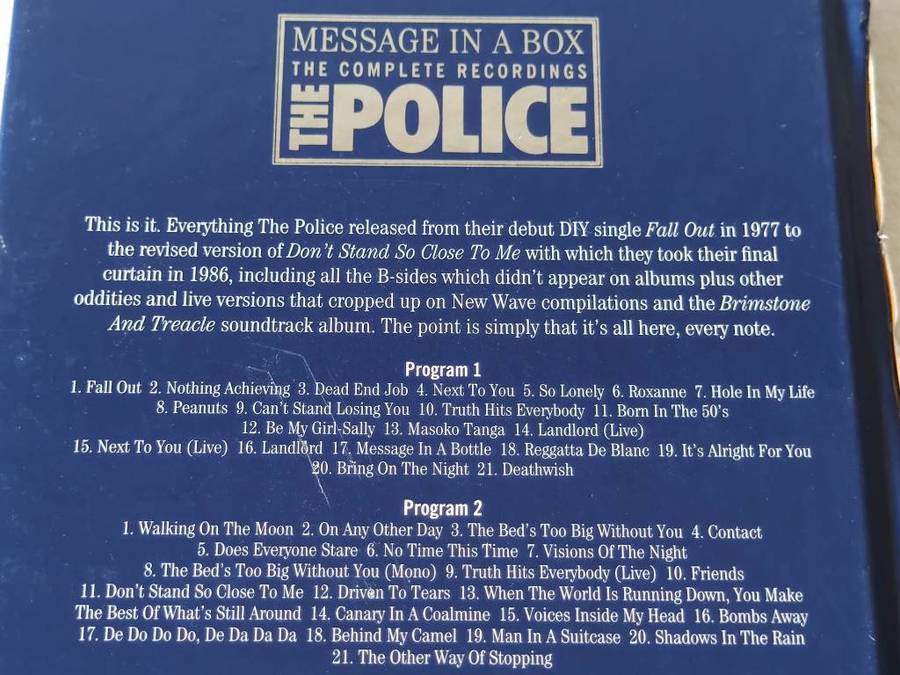 MESSAGE IN A BOX
THE COMPLETE RECORDINGS
THE POLICE
This is it. Everything The Police released from their debut DIY single Fall Out in 1977 to
the revised version of Don't Stand So Close To Me with which they took their final
curtain in 1986, including all the B-sides which didn't appear on albums plus other
oddities and live versions that cropped up on New Wave compilations and the Brimstone
And Treacle soundtrack album. The point is simply that it's all here, every note.
Program 1
1. Fall Out 2. Nothing Achieving 3. Dead End Job 4. Next To You 5. So Lonely 6. Roxanne 7. Hole In My Life
8. Peanuts 9. Can't Stand Losing You 10. Truth Hits Everybody 11. Born In The 50's
12. Be My Girl-Sally 13. Masoko Tanga 14. Landlord (Live)
15. Next To You (Live) 16. Landlord 17. Message In A Bottle 18. Reggatta De Blanc 19. It's Alright For You
20. Bring On The Night 21. Deathwish
Program 2
1. Walking On The Moon 2. On Any Other Day 3. The Bed's Too Big Without You 4. Contact
5. Does Everyone Stare 6. No Time This Time 7. Visions Of The Night
8. The Bed's Too Big Without You (Mono) 9. Truth Hits Everybody (Live) 10. Friends
11. Don't Stand So Close To Me 12. Driven To Tears 13. When The World Is Running Down, You Make
The Best Of What's Still Around 14. Canary In A Coalmine 15. Voices Inside My Head 16. Bombs Away
17. De Do Do Do, De Da Da Da 18. Behind My Camel 19. Man In A Suitcase 20. Shadows In The Rain
21. The Other Way Of Stopping